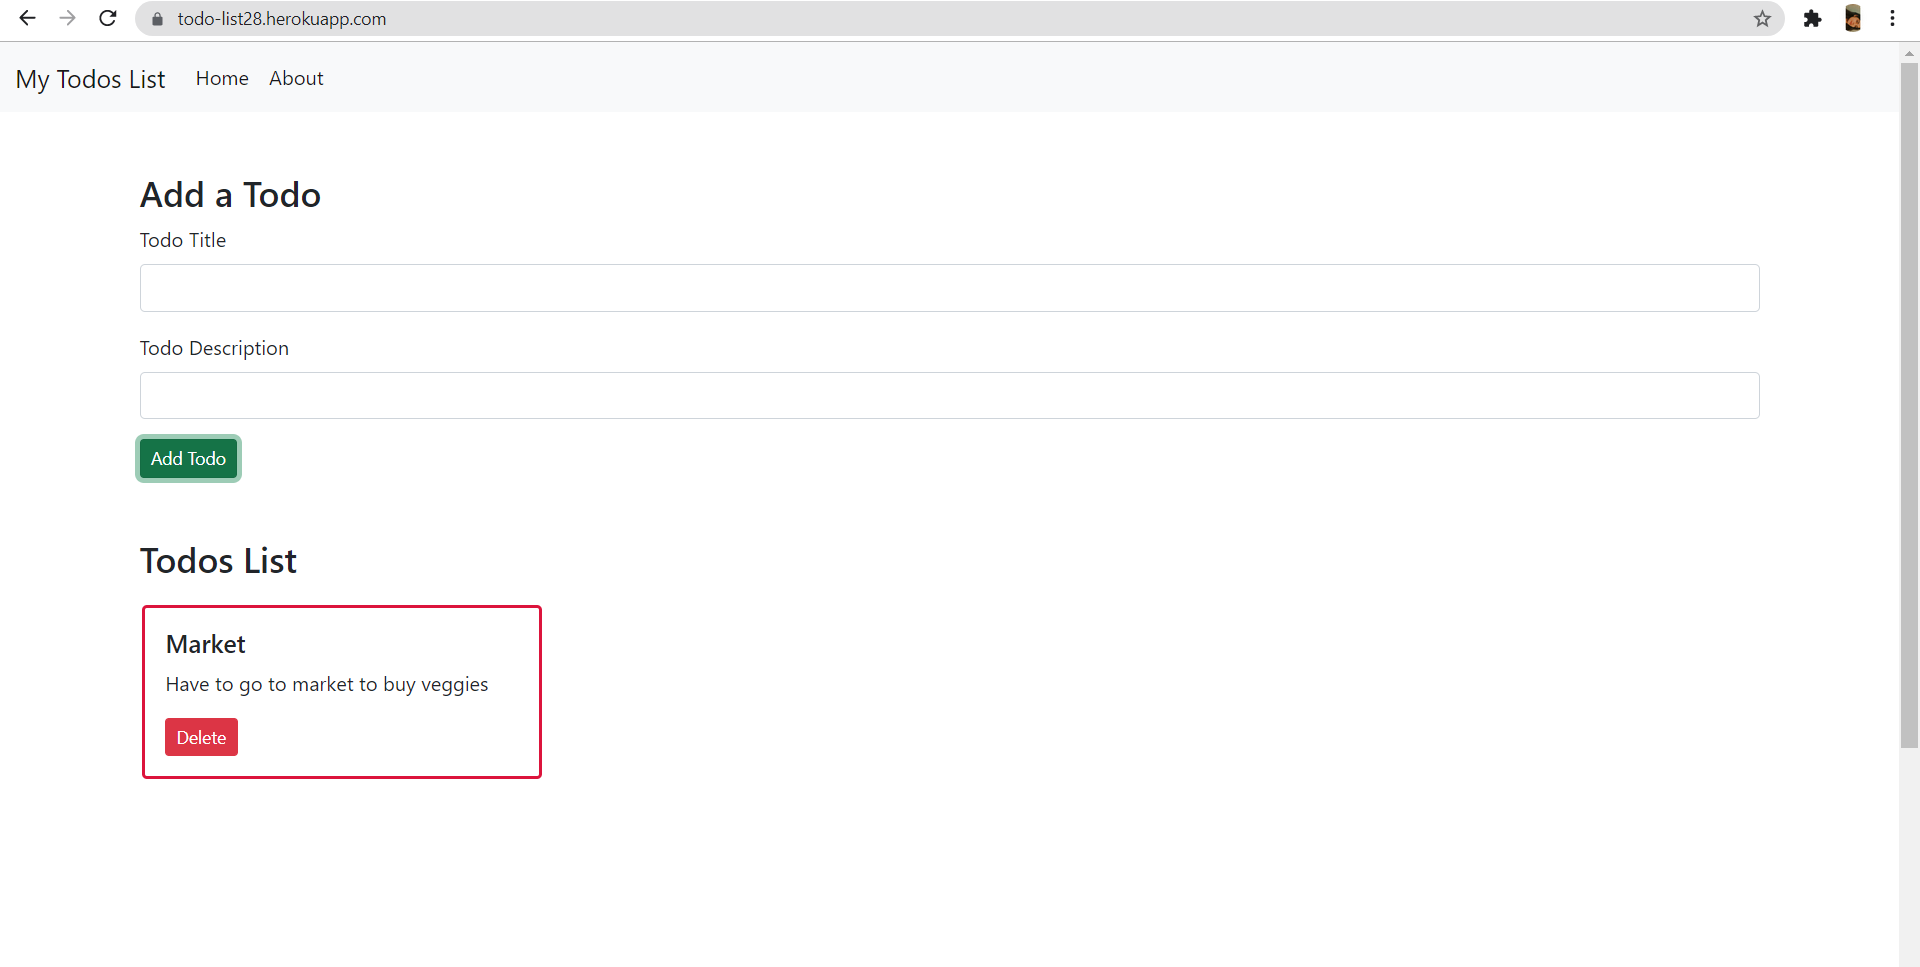 todo-list28.herokuapp.com
My Todos List Home About
Add a Todo
Todo Title
Todo Description
Add Todo
Todos List
Market
Have to go to market to buy veggies
Delete